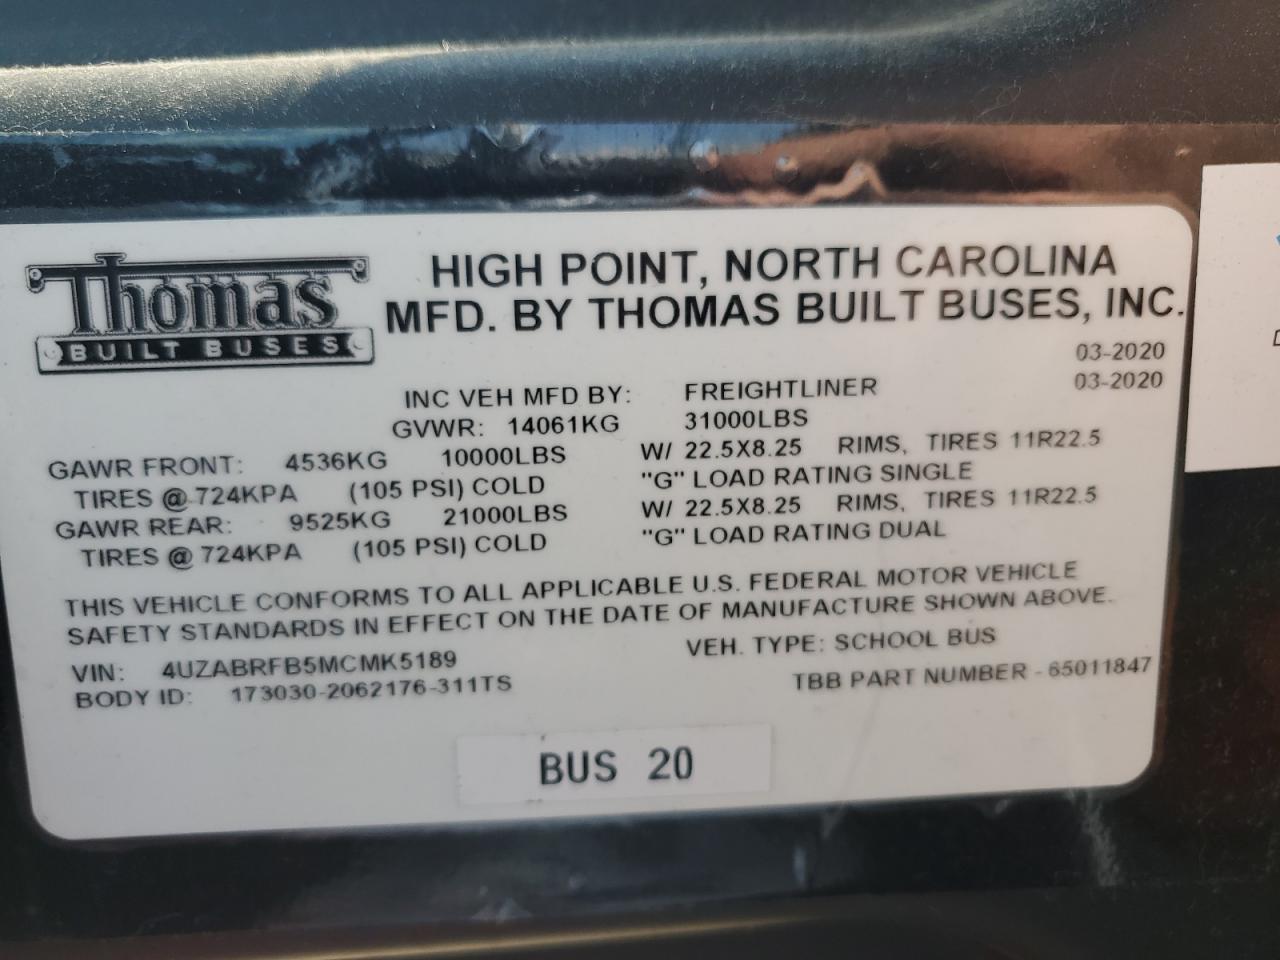 Thomas
BUILT BUSES
HIGH POINT, NORTH CAROLINA
MFD. BY THOMAS BUILT BUSES, INC.
03-2020
INC VEH MFD BY: FREIGHTLINER 03-2020
GVWR: 14061KG 31000LBS
GAWR FRONT: 4536KG 10000LBS W/ 22.5X8.25 RIMS, TIRES 11R22.5
TIRES @ 724KPA (105 PSI) COLD "G" LOAD RATING SINGLE
GAWR REAR: 9525KG 21000LBS W/ 22.5X8.25 RIMS, TIRES 11R22.5
TIRES @ 724KPA (105 PSI) COLD "G" LOAD RATING DUAL
THIS VEHICLE CONFORMS TO ALL APPLICABLE U.S. FEDERAL MOTOR VEHICLE
SAFETY STANDARDS IN EFFECT ON THE DATE OF MANUFACTURE SHOWN ABOVE.
VIN: 4UZABRFB5MCMK5189 VEH. TYPE: SCHOOL BUS
BODY ID: 173030-2062176-311TS TBB PART NUMBER - 65011847
BUS 20